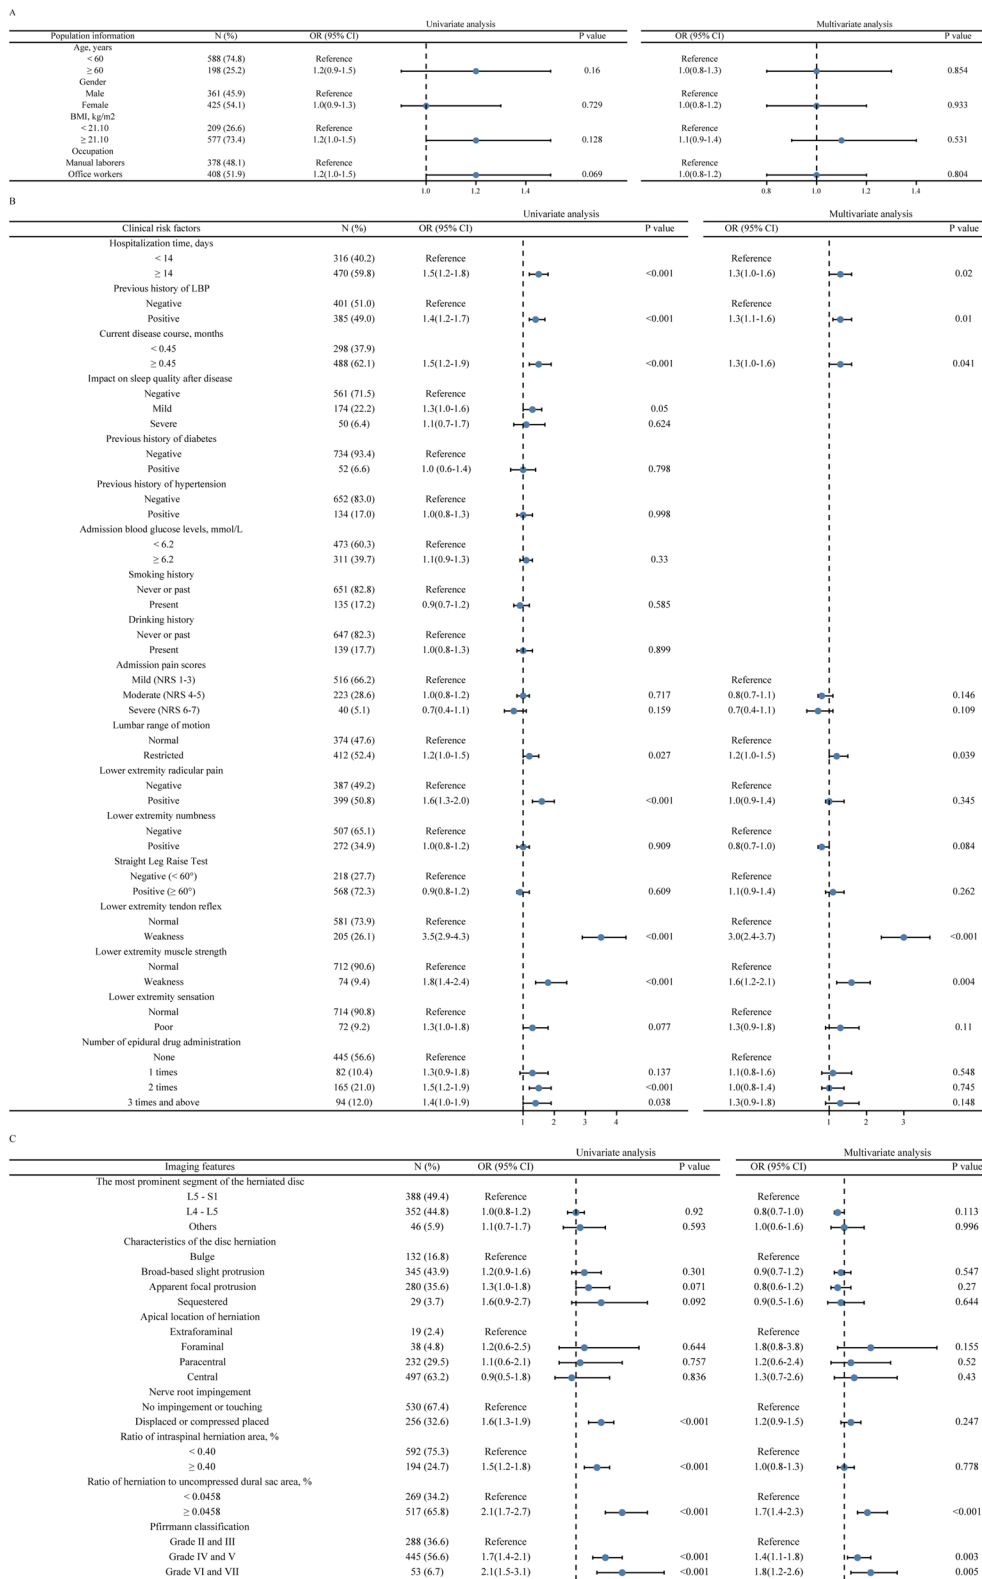 A
Univariate analysis Multivariate analysis
Population information N (%) OR (95% CI) P value OR (95% CI) P value
Age, years
< 60 588 (74.8) Reference Reference
≥ 60 198 (25.2) 1.2(0.9-1.5) 0.16 1.0(0.8-1.3) 0.854
Gender
Male 361 (45.9) Reference Reference
Female 425 (54.1) 1.0(0.9-1.3) 0.729 1.0(0.8-1.2) 0.933
BMI, kg/m2
< 21.10 209 (26.6) Reference Reference
≥ 21.10 577 (73.4) 1.2(1.0-1.5) 0.128 1.1(0.9-1.4) 0.531
Occupation
Manual laborers 378 (48.1) Reference Reference
Office workers 408 (51.9) 1.2(1.0-1.5) 0.069 1.0(0.8-1.2) 0.804
1.0 1.2 1.4 0.8 1.0 1.2 1.4
B
Univariate analysis Multivariate analysis
Clinical risk factors N (%) OR (95% CI) P value OR (95% CI) P value
Hospitalization time, days
< 14 316 (40.2) Reference Reference
≥ 14 470 (59.8) 1.5(1.2-1.8) <0.001 1.3(1.0-1.6) 0.02
Previous history of LBP
Negative 401 (51.0) Reference Reference
Positive 385 (49.0) 1.4(1.2-1.7) <0.001 1.3(1.1-1.6) 0.01
Current disease course, months
< 0.45 298 (37.9)
≥ 0.45 488 (62.1) 1.5(1.2-1.9) <0.001 1.3(1.0-1.6) 0.041
Impact on sleep quality after disease
Negative 561 (71.5) Reference
Mild 174 (22.2) 1.3(1.0-1.6) 0.05
Severe 50 (6.4) 1.1(0.7-1.7) 0.624
Previous history of diabetes
Negative 734 (93.4) Reference
Positive 52 (6.6) 1.0 (0.6-1.4) 0.798
Previous history of hypertension
Negative 652 (83.0) Reference
Positive 134 (17.0) 1.0(0.8-1.3) 0.998
Admission blood glucose levels, mmol/L
< 6.2 473 (60.3) Reference
≥ 6.2 311 (39.7) 1.1(0.9-1.3) 0.33
Smoking history
Never or past 651 (82.8) Reference
Present 135 (17.2) 0.9(0.7-1.2) 0.585
Drinking history
Never or past 647 (82.3) Reference
Present 139 (17.7) 1.0(0.8-1.3) 0.899
Admission pain scores
Mild (NRS 1-3) 516 (66.2) Reference Reference
Moderate (NRS 4-5) 223 (28.6) 1.0(0.8-1.2) 0.717 0.8(0.7-1.1) 0.146
Severe (NRS 6-7) 40 (5.1) 0.7(0.4-1.1) 0.159 0.7(0.4-1.1) 0.109
Lumbar range of motion
Normal 374 (47.6) Reference Reference
Restricted 412 (52.4) 1.2(1.0-1.5) 0.027 1.2(1.0-1.5) 0.039
Lower extremity radicular pain
Negative 387 (49.2) Reference Reference
Positive 399 (50.8) 1.6(1.3-2.0) <0.001 1.0(0.9-1.4) 0.345
Lower extremity numbness
Negative 507 (65.1) Reference Reference
Positive 272 (34.9) 1.0(0.8-1.2) 0.909 0.8(0.7-1.0) 0.084
Straight Leg Raise Test
Negative (< 60°) 218 (27.7) Reference Reference
Positive (≥ 60°) 568 (72.3) 0.9(0.8-1.2) 0.609 1.1(0.9-1.4) 0.262
Lower extremity tendon reflex
Normal 581 (73.9) Reference Reference
Weakness 205 (26.1) 3.5(2.9-4.3) <0.001 3.0(2.4-3.7) <0.001
Lower extremity muscle strength
Normal 712 (90.6) Reference Reference
Weakness 74 (9.4) 1.8(1.4-2.4) <0.001 1.6(1.2-2.1) 0.004
Lower extremity sensation
Normal 714 (90.8) Reference Reference
Poor 72 (9.2) 1.3(1.0-1.8) 0.077 1.3(0.9-1.8) 0.11
Number of epidural drug administration
None 445 (56.6) Reference Reference
1 times 82 (10.4) 1.3(0.9-1.8) 0.137 1.1(0.8-1.6) 0.548
2 times 165 (21.0) 1.5(1.2-1.9) <0.001 1.0(0.8-1.4) 0.745
3 times and above 94 (12.0) 1.4(1.0-1.9) 0.038 1.3(0.9-1.8) 0.148
1 2 3 4 1 3
C
Univariate analysis Multivariate analysis
Imaging features N (%) OR (95% CI) P value OR (95% CI) P value
The most prominent segment of the herniated disc
L5 - S1 388 (49.4) Reference Reference
L4 - L5 352 (44.8) 1.0(0.8-1.2) 0.92 0.8(0.7-1.0) 0.113
Others 46 (5.9) 1.1(0.7-1.7) 0.593 1.0(0.6-1.6) 0.996
Characteristics of the disc herniation
Bulge 132 (16.8) Reference Reference
Broad-based slight protrusion 345 (43.9) 1.2(0.9-1.6) 0.301 0.9(0.7-1.2) 0.547
Apparent focal protrusion 280 (35.6) 1.3(1.0-1.8) 0.071 0.8(0.6-1.2) 0.27
Sequestered 29 (3.7) 1.6(0.9-2.7) 0.092 0.9(0.5-1.6) 0.644
Apical location of herniation
Extraforaminal 19 (2.4) Reference Reference
Foraminal 38 (4.8) 1.2(0.6-2.5) 0.644 1.8(0.8-3.8) 0.155
Paracentral 232 (29.5) 1.1(0.6-2.1) 0.757 1.2(0.6-2.4) 0.52
Central 497 (63.2) 0.9(0.5-1.8) 0.836 1.3(0.7-2.6) 0.43
Nerve root impingement
No impingement or touching 530 (67.4) Reference Reference
Displaced or compressed placed 256 (32.6) 1.6(1.3-1.9) <0.001 1.2(0.9-1.5) 0.247
Ratio of intraspinal herniation area, %
< 0.40 592 (75.3) Reference Reference
≥ 0.40 194 (24.7) 1.5(1.2-1.8) <0.001 1.0(0.8-1.3) 0.778
Ratio of herniation to uncompressed dural sac area, %
< 0.0458 269 (34.2) Reference Reference
≥ 0.0458 517 (65.8) 2.1(1.7-2.7) <0.001 1.7(1.4-2.3) <0.001
Pfirrmann classification
Grade II and III 288 (36.6) Reference Reference
Grade IV and V 445 (56.6) 1.7(1.4-2.1) <0.001 1.4(1.1-1.8) 0.003
Grade VI and VII 53 (6.7) 2.1(1.5-3.1) <0.001 1.8(1.2-2.6) 0.005